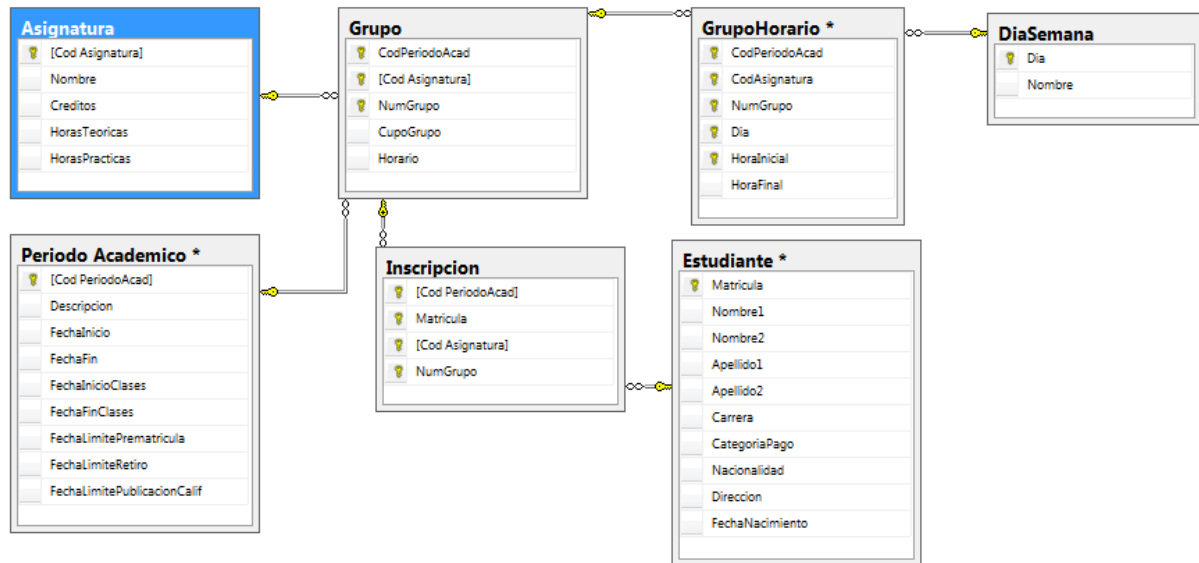 Asignatura
[Cod Asignatura]
Nombre
Creditos
HorasTeoricas
HorasPracticas
Grupo
CodPeriodoAcad
[Cod Asignatura]
NumGrupo
CupoGrupo
Horario
GrupoHorario *
CodPeriodoAcad
CodAsignatura
NumGrupo
Dia
HoraInicial
HoraFinal
DiaSemana
Dia
Nombre
Periodo Academico *
[Cod PeriodoAcad]
Descripcion
FechaInicio
FechaFin
FechaInicioClases
FechaFinClases
FechaLimitePrematricula
FechaLimiteRetiro
FechaLimitePublicacionCalif
Inscripcion
[Cod PeriodoAcad]
Matricula
[Cod Asignatura]
NumGrupo
Estudiante *
Matricula
Nombre1
Nombre2
Apellido1
Apellido2
Carrera
CategoriaPago
Nacionalidad
Direccion
FechaNacimiento